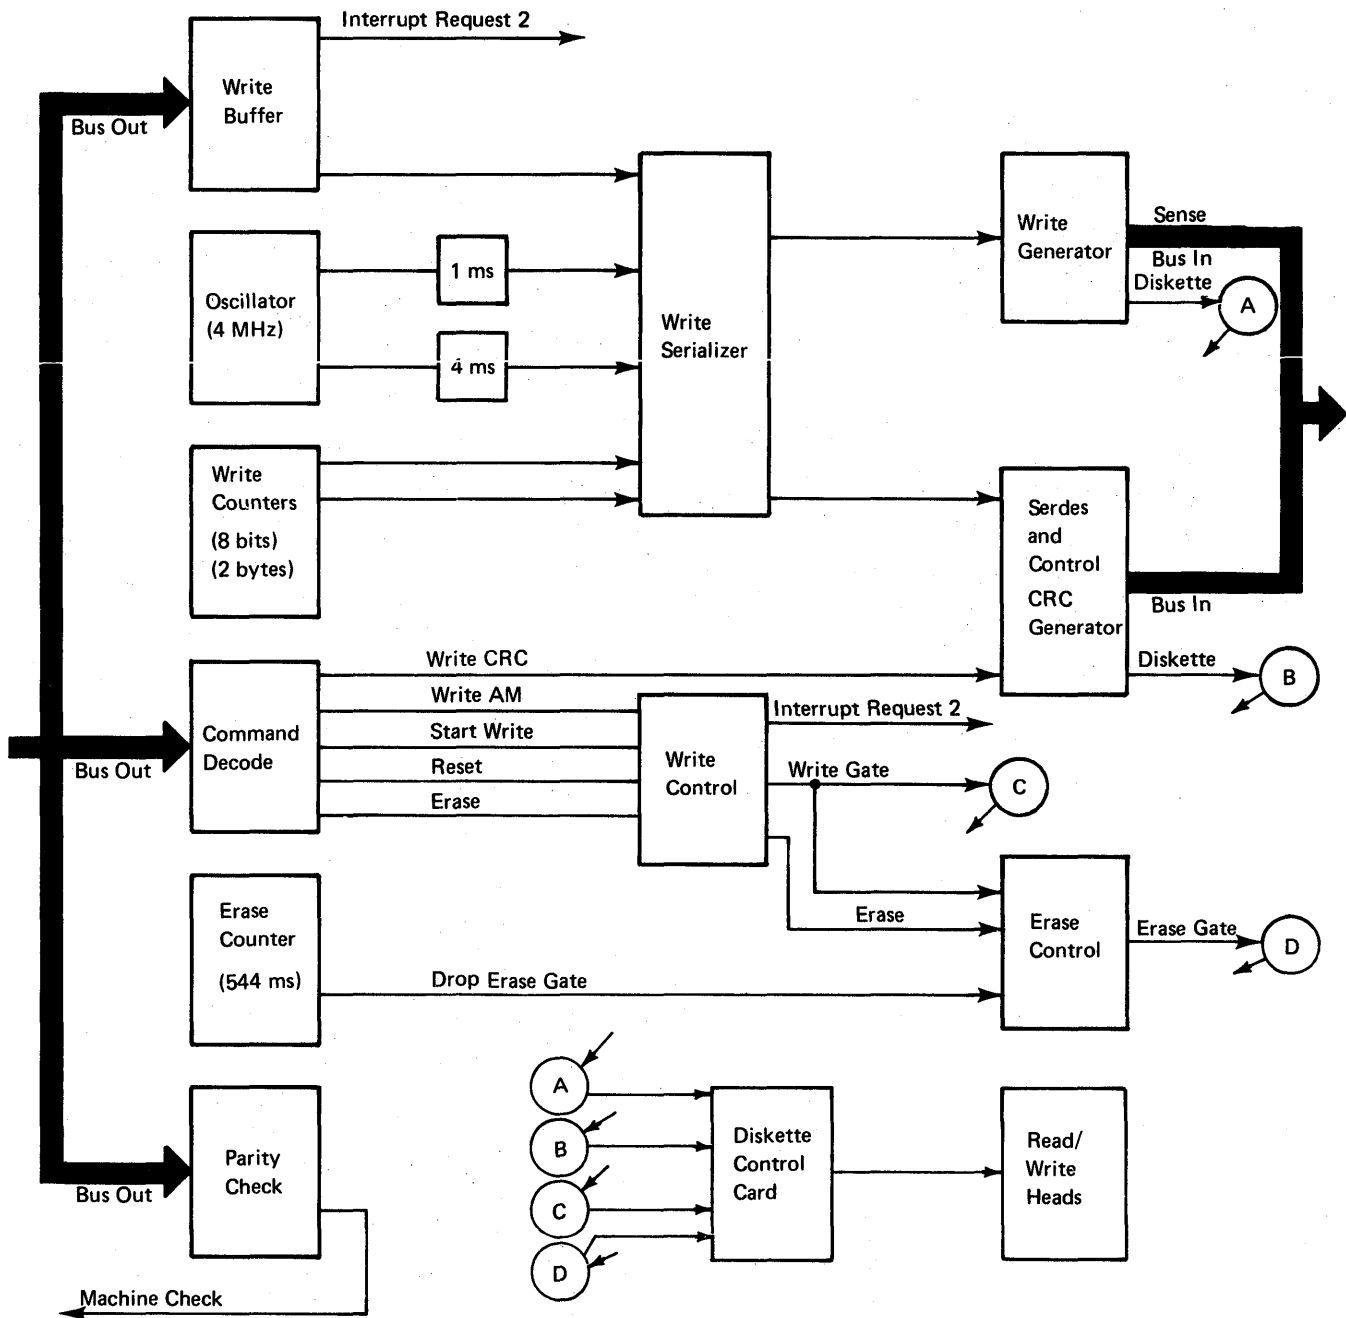 Interrupt Request 2
Write
Buffer
Bus Out
Oscillator
(4 MHz)
1 ms
4 ms
Write
Serializer
Write
Generator
Sense
Bus In
Diskette
A
Write
Counters
(8 bits)
(2 bytes)
Serdes
and
Control
CRC
Generator
Bus In
Diskette
B
Command
Decode
Bus Out
Write CRC
Write AM
Start Write
Reset
Erase
Write
Control
Interrupt Request 2
Write Gate
C
Erase
Counter
(544 ms)
Drop Erase Gate
Erase
Erase
Control
Erase Gate
D
Parity
Check
Bus Out
Machine Check
A
B
C
D
Diskette
Control
Card
Read/
Write
Heads